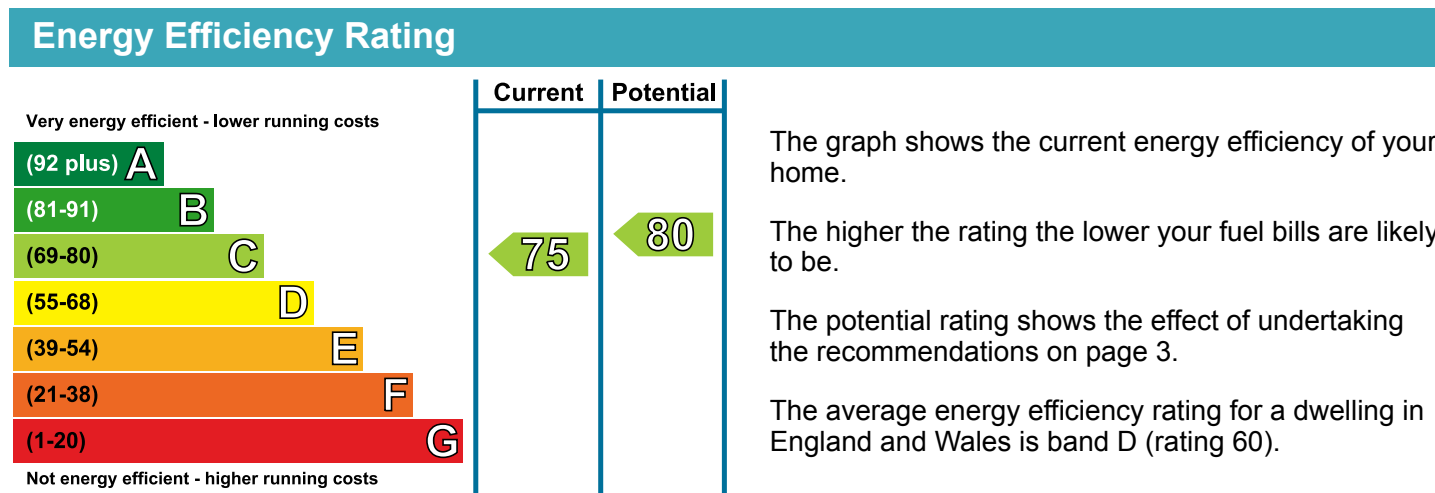 Energy Efficiency Rating
Current Potential
Very energy efficient - lower running costs
(92 plus) A
(81-91) B
(69-80) C
(55-68) D
(39-54) E
(21-38) F
(1-20) G
Not energy efficient - higher running costs
75
80
The graph shows the current energy efficiency of your
home.
The higher the rating the lower your fuel bills are likely
to be.
The potential rating shows the effect of undertaking
the recommendations on page 3.
The average energy efficiency rating for a dwelling in
England and Wales is band D (rating 60).